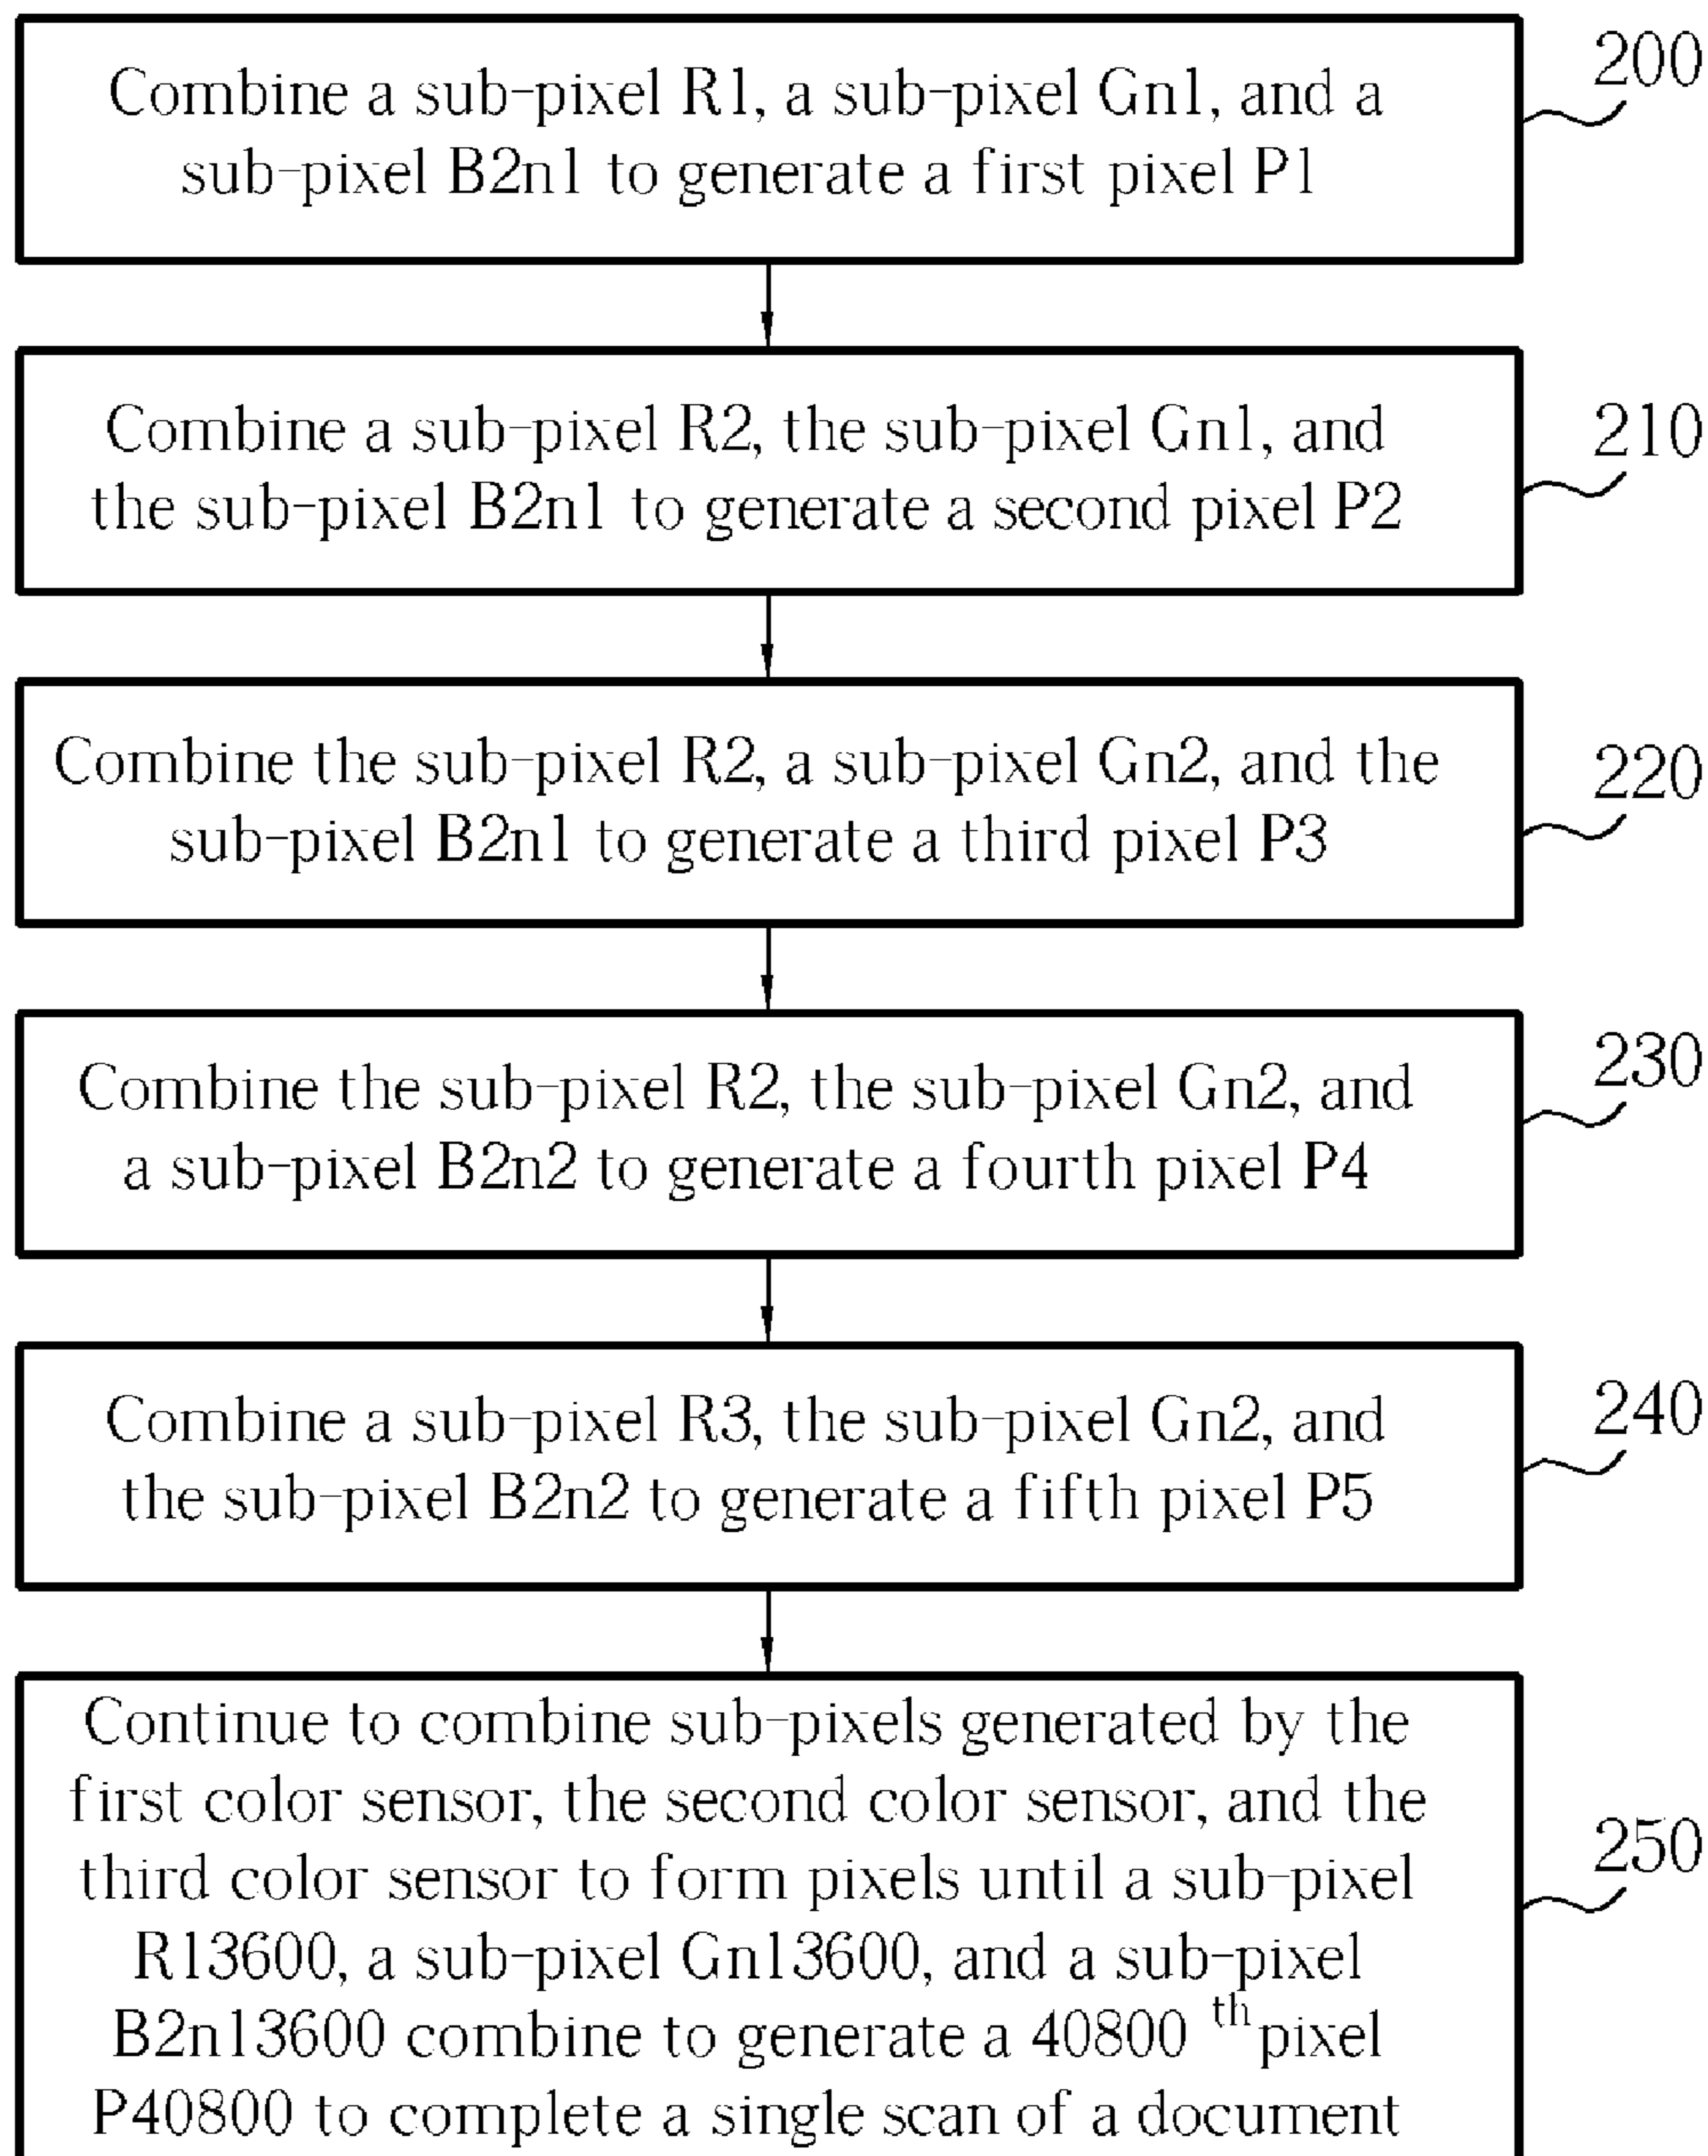 Combine a sub-pixel R1, a sub-pixel Gn1, and a
sub-pixel B2n1 to generate a first pixel P1
200
Combine a sub-pixel R2, the sub-pixel Gn1, and
the sub-pixel B2n1 to generate a second pixel P2
210
Combine the sub-pixel R2, a sub-pixel Gn2, and the
sub-pixel B2n1 to generate a third pixel P3
220
Combine the sub-pixel R2, the sub-pixel Gn2, and
a sub-pixel B2n2 to generate a fourth pixel P4
230
Combine a sub-pixel R3, the sub-pixel Gn2, and
the sub-pixel B2n2 to generate a fifth pixel P5
240
Continue to combine sub-pixels generated by the
first color sensor, the second color sensor, and the
third color sensor to form pixels until a sub-pixel
R13600, a sub-pixel Gn13600, and a sub-pixel
B2n13600 combine to generate a 40800 th pixel
P40800 to complete a single scan of a document
250